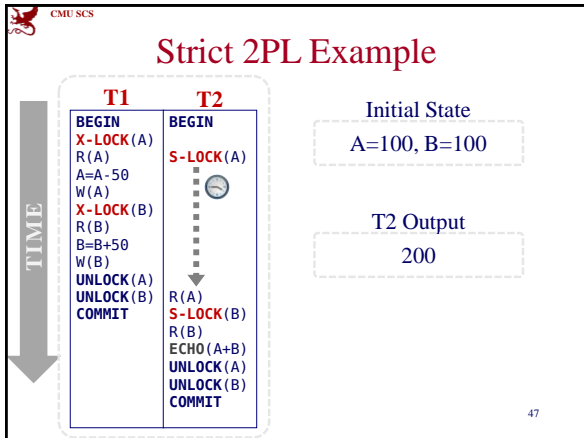 CMU SCS
Strict 2PL Example
TIME
T1
BEGIN
X-LOCK(A)
R(A)
A=A-50
W(A)
X-LOCK(B)
R(B)
B=B+50
W(B)
UNLOCK(A)
UNLOCK(B)
COMMIT
T2
BEGIN
S-LOCK(A)
R(A)
S-LOCK(B)
R(B)
ECHO(A+B)
UNLOCK(A)
UNLOCK(B)
COMMIT
Initial State
A=100, B=100
T2 Output
200
47